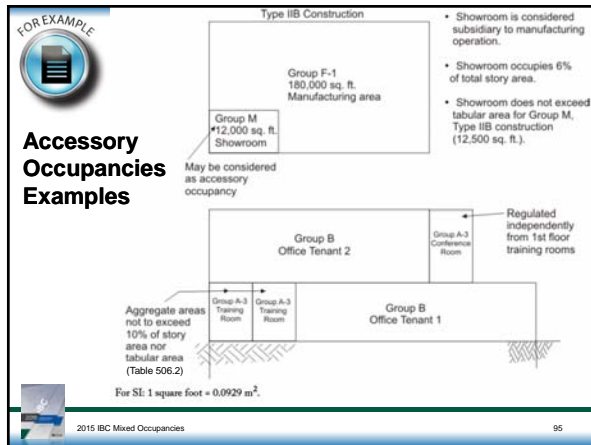 FOR EXAMPLE
Accessory
Occupancies
Examples
Type IIB Construction
Group F-1
180,000 sq. ft.
Manufacturing area
Group M
12,000 sq. ft.
Showroom
May be considered
as accessory
occupancy
• Showroom is considered
subsidiary to manufacturing
operation.
• Showroom occupies 6%
of total story area.
• Showroom does not exceed
tabular area for Group M,
Type IIB construction
(12,500 sq. ft.).
Group B
Office Tenant 2
Group A-3
Conference
Room
Regulated
independently
from 1st floor
training rooms
Aggregate areas
not to exceed
10% of story
area nor
tabular area
(Table 506.2)
Group A-3
Training
Room
Group A-3
Training
Room
Group B
Office Tenant 1
For SI: 1 square foot = 0.0929 m².
2015 IBC Mixed Occupancies
95